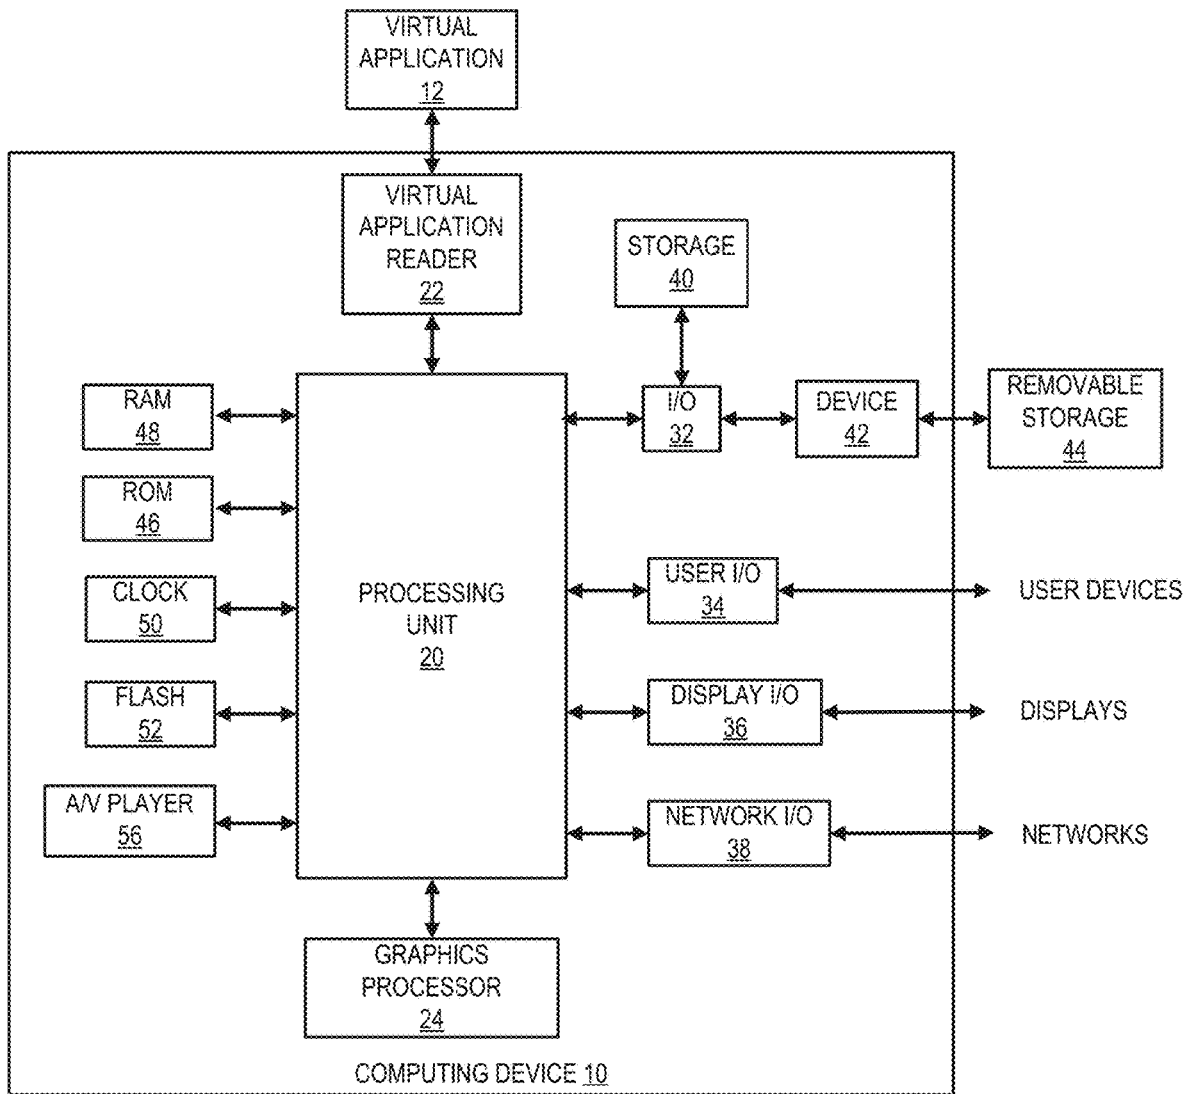 VIRTUAL
APPLICATION
12
VIRTUAL
APPLICATION
READER
22
STORAGE
40
RAM
48
I/O
32
DEVICE
42
REMOVABLE
STORAGE
44
ROM
46
CLOCK
50
PROCESSING
UNIT
20
USER I/O
34
USER DEVICES
FLASH
52
DISPLAY I/O
36
DISPLAYS
A/V PLAYER
56
NETWORK I/O
38
NETWORKS
GRAPHICS
PROCESSOR
24
COMPUTING DEVICE 10